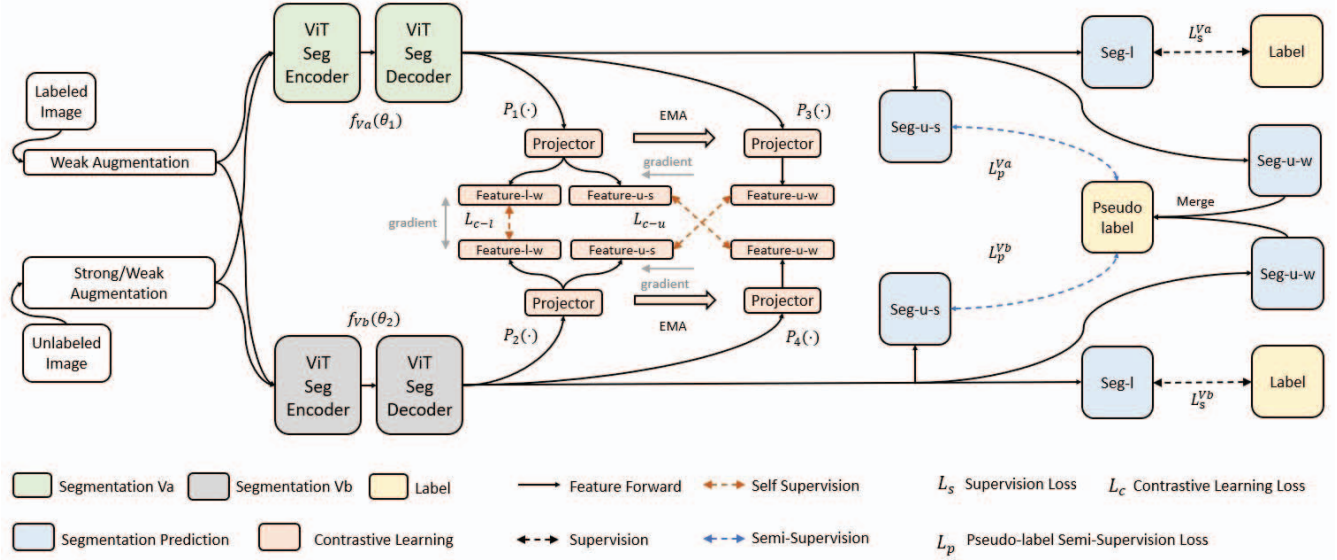 ViT
Seg
Encoder
ViT
Seg
Decoder
Seg-l
L_s^{Va}
Label
Labeled
Image
f_{Va}(θ_1)
P_1(·)
EMA
P_3(·)
Seg-u-s
Weak Augmentation
Projector
gradient
Projector
L_p^{Va}
Seg-u-w
Feature-l-w
Feature-u-s
Feature-u-w
gradient
L_{c−l}
L_{c−u}
Pseudo
label
Merge
Feature-l-w
Feature-u-s
Feature-u-w
L_p^{Vb}
Strong/Weak
Augmentation
gradient
Projector
Projector
Seg-u-w
Seg-u-s
f_{Vb}(θ_2)
P_2(·)
EMA
P_4(·)
Unlabeled
Image
ViT
Seg
Encoder
ViT
Seg
Decoder
Seg-l
L_s^{Vb}
Label
Segmentation Va
Segmentation Vb
Label
Feature Forward
Self Supervision
L_s Supervision Loss
L_c Contrastive Learning Loss
Segmentation Prediction
Contrastive Learning
Supervision
Semi-Supervision
L_p Pseudo-label Semi-Supervision Loss